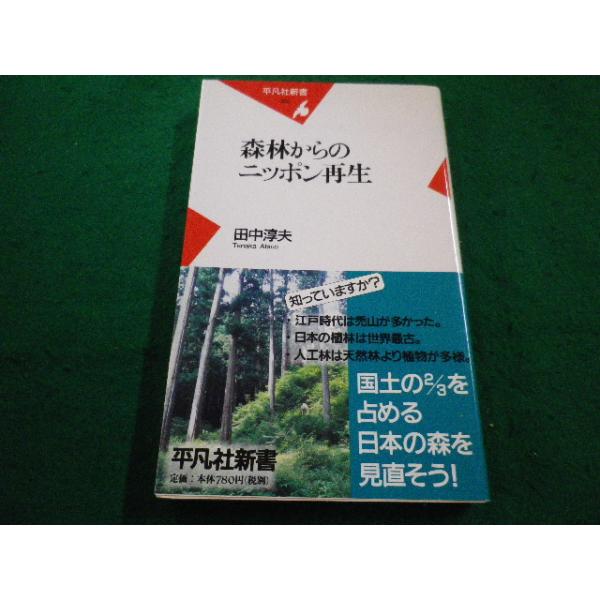 平凡社新書
森林からの
ニッポン再生
田中淳夫
Tanaka Atsuo
知っていますか?
・江戸時代は禿山が多かった。
・日本の植林は世界最古。
・人工林は天然林より植物が多様。
国土の2/3を
占める
日本の森を
見直そう!
平凡社新書
定価:本体780円(税別)